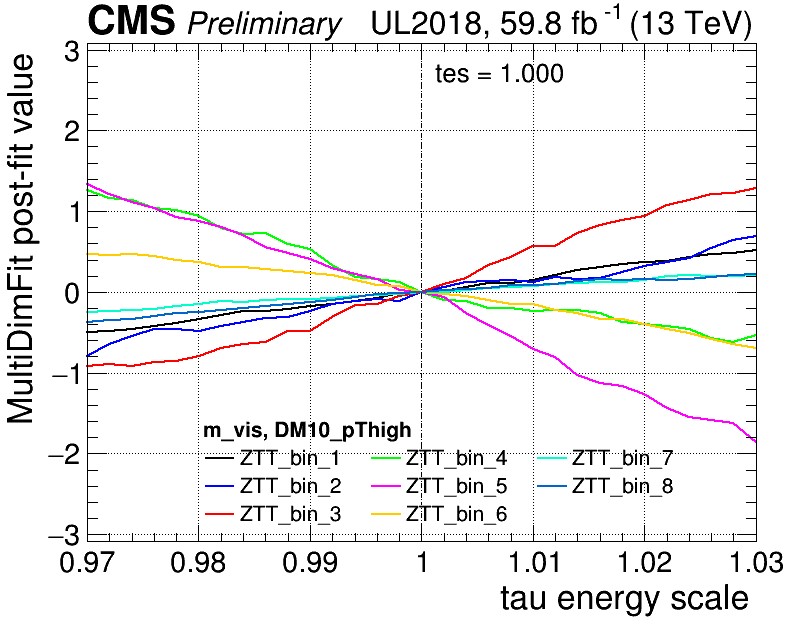 CMS Preliminary UL2018, 59.8 fb⁻¹ (13 TeV)
MultiDimFit post-fit value
3
2
1
0
−1
−2
−3
tes = 1.000
m_vis, DM10_pThigh
ZTT_bin_1 ZTT_bin_4 ZTT_bin_7
ZTT_bin_2 ZTT_bin_5 ZTT_bin_8
ZTT_bin_3 ZTT_bin_6
0.97 0.98 0.99 1 1.01 1.02 1.03
tau energy scale